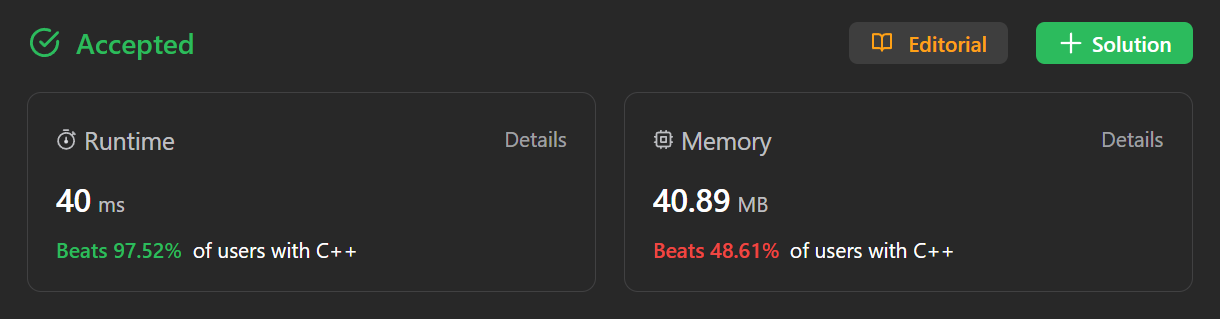 Accepted
Editorial
Solution
Runtime
Details
40 ms
Beats 97.52% of users with C++
Memory
Details
40.89 MB
Beats 48.61% of users with C++